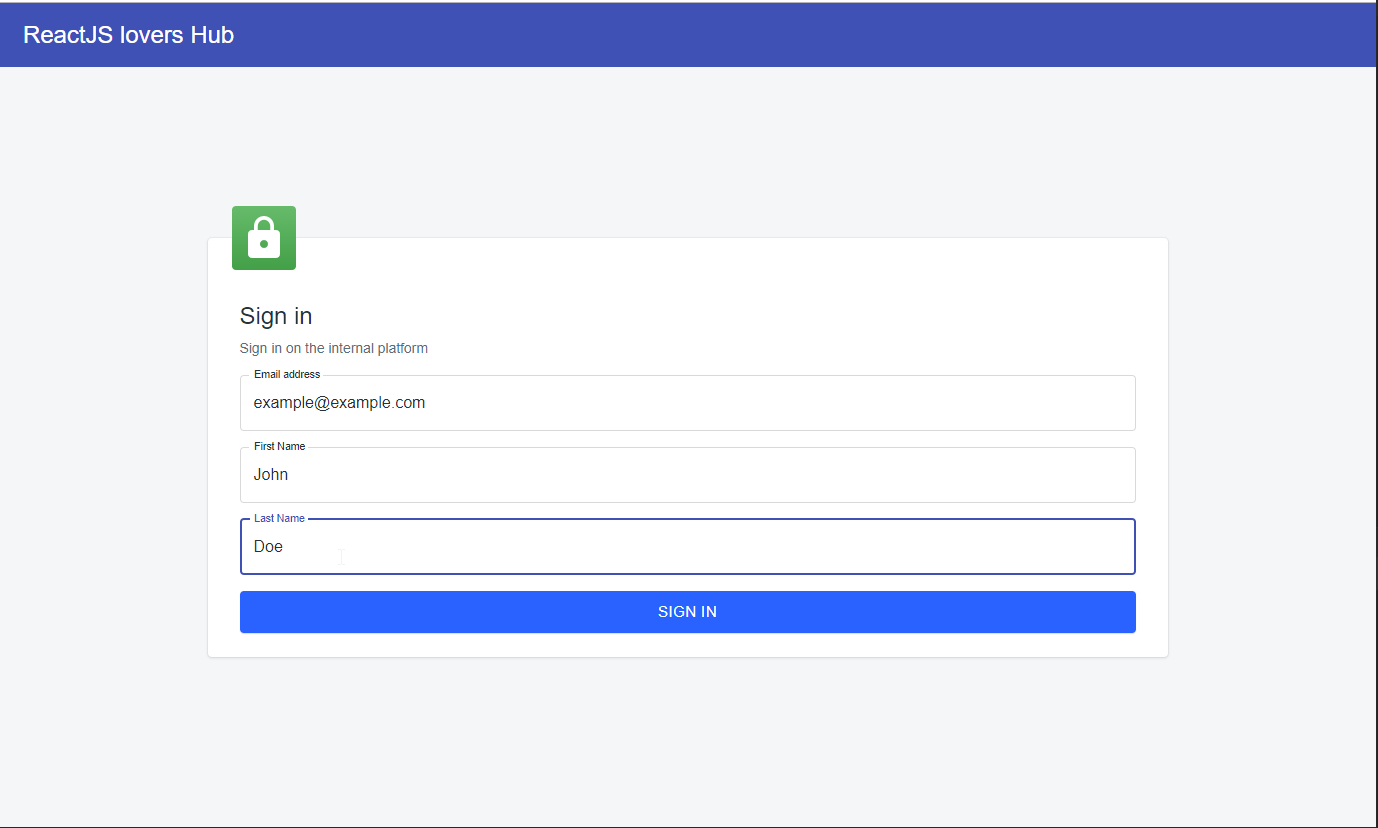 ReactJS lovers Hub
Sign in
Sign in on the internal platform
Email address
example@example.com
First Name
John
Last Name
Doe
SIGN IN